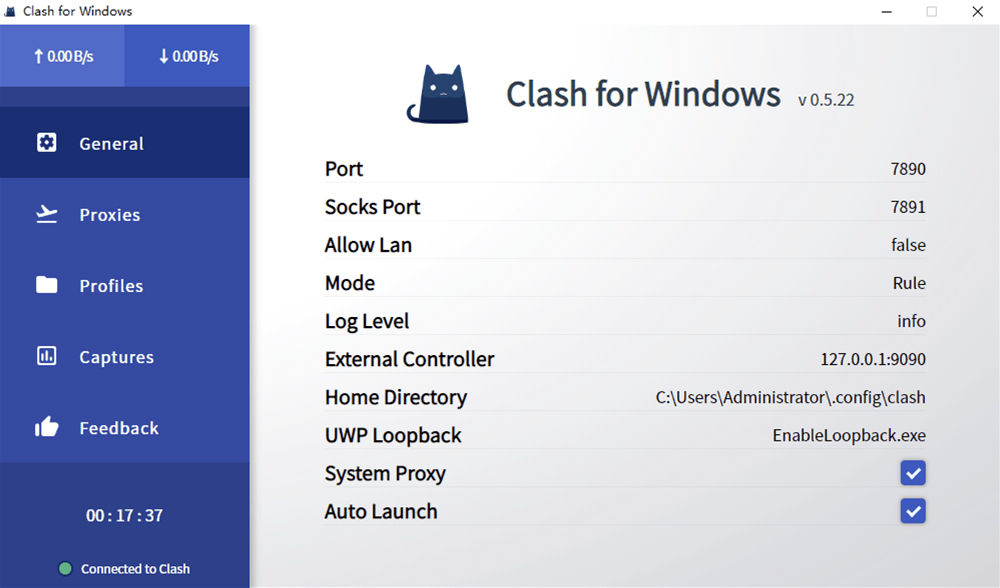 Clash for Windows
↑ 0.00 B/s ↓ 0.00 B/s
General
Proxies
Profiles
Captures
Feedback
00 : 17 : 37
Connected to Clash
Clash for Windows v 0.5.22
Port 7890
Socks Port 7891
Allow Lan false
Mode Rule
Log Level info
External Controller 127.0.0.1:9090
Home Directory C:\Users\Administrator\.config\clash
UWP Loopback EnableLoopback.exe
System Proxy
Auto Launch